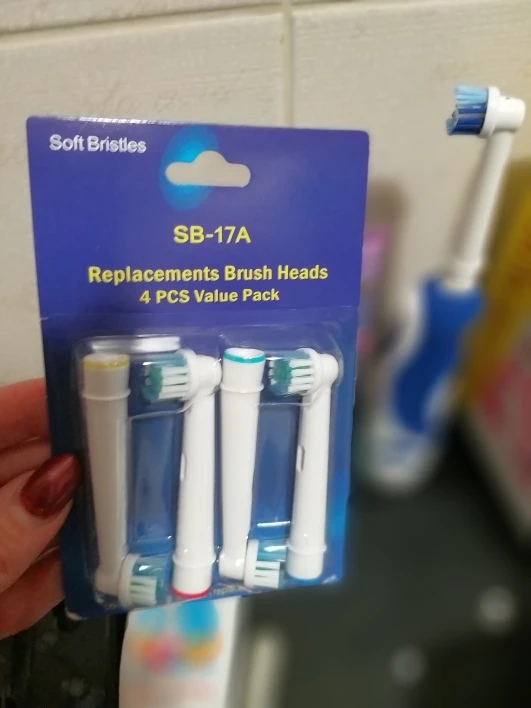 Soft Bristles
SB-17A
Replacements Brush Heads
4 PCS Value Pack